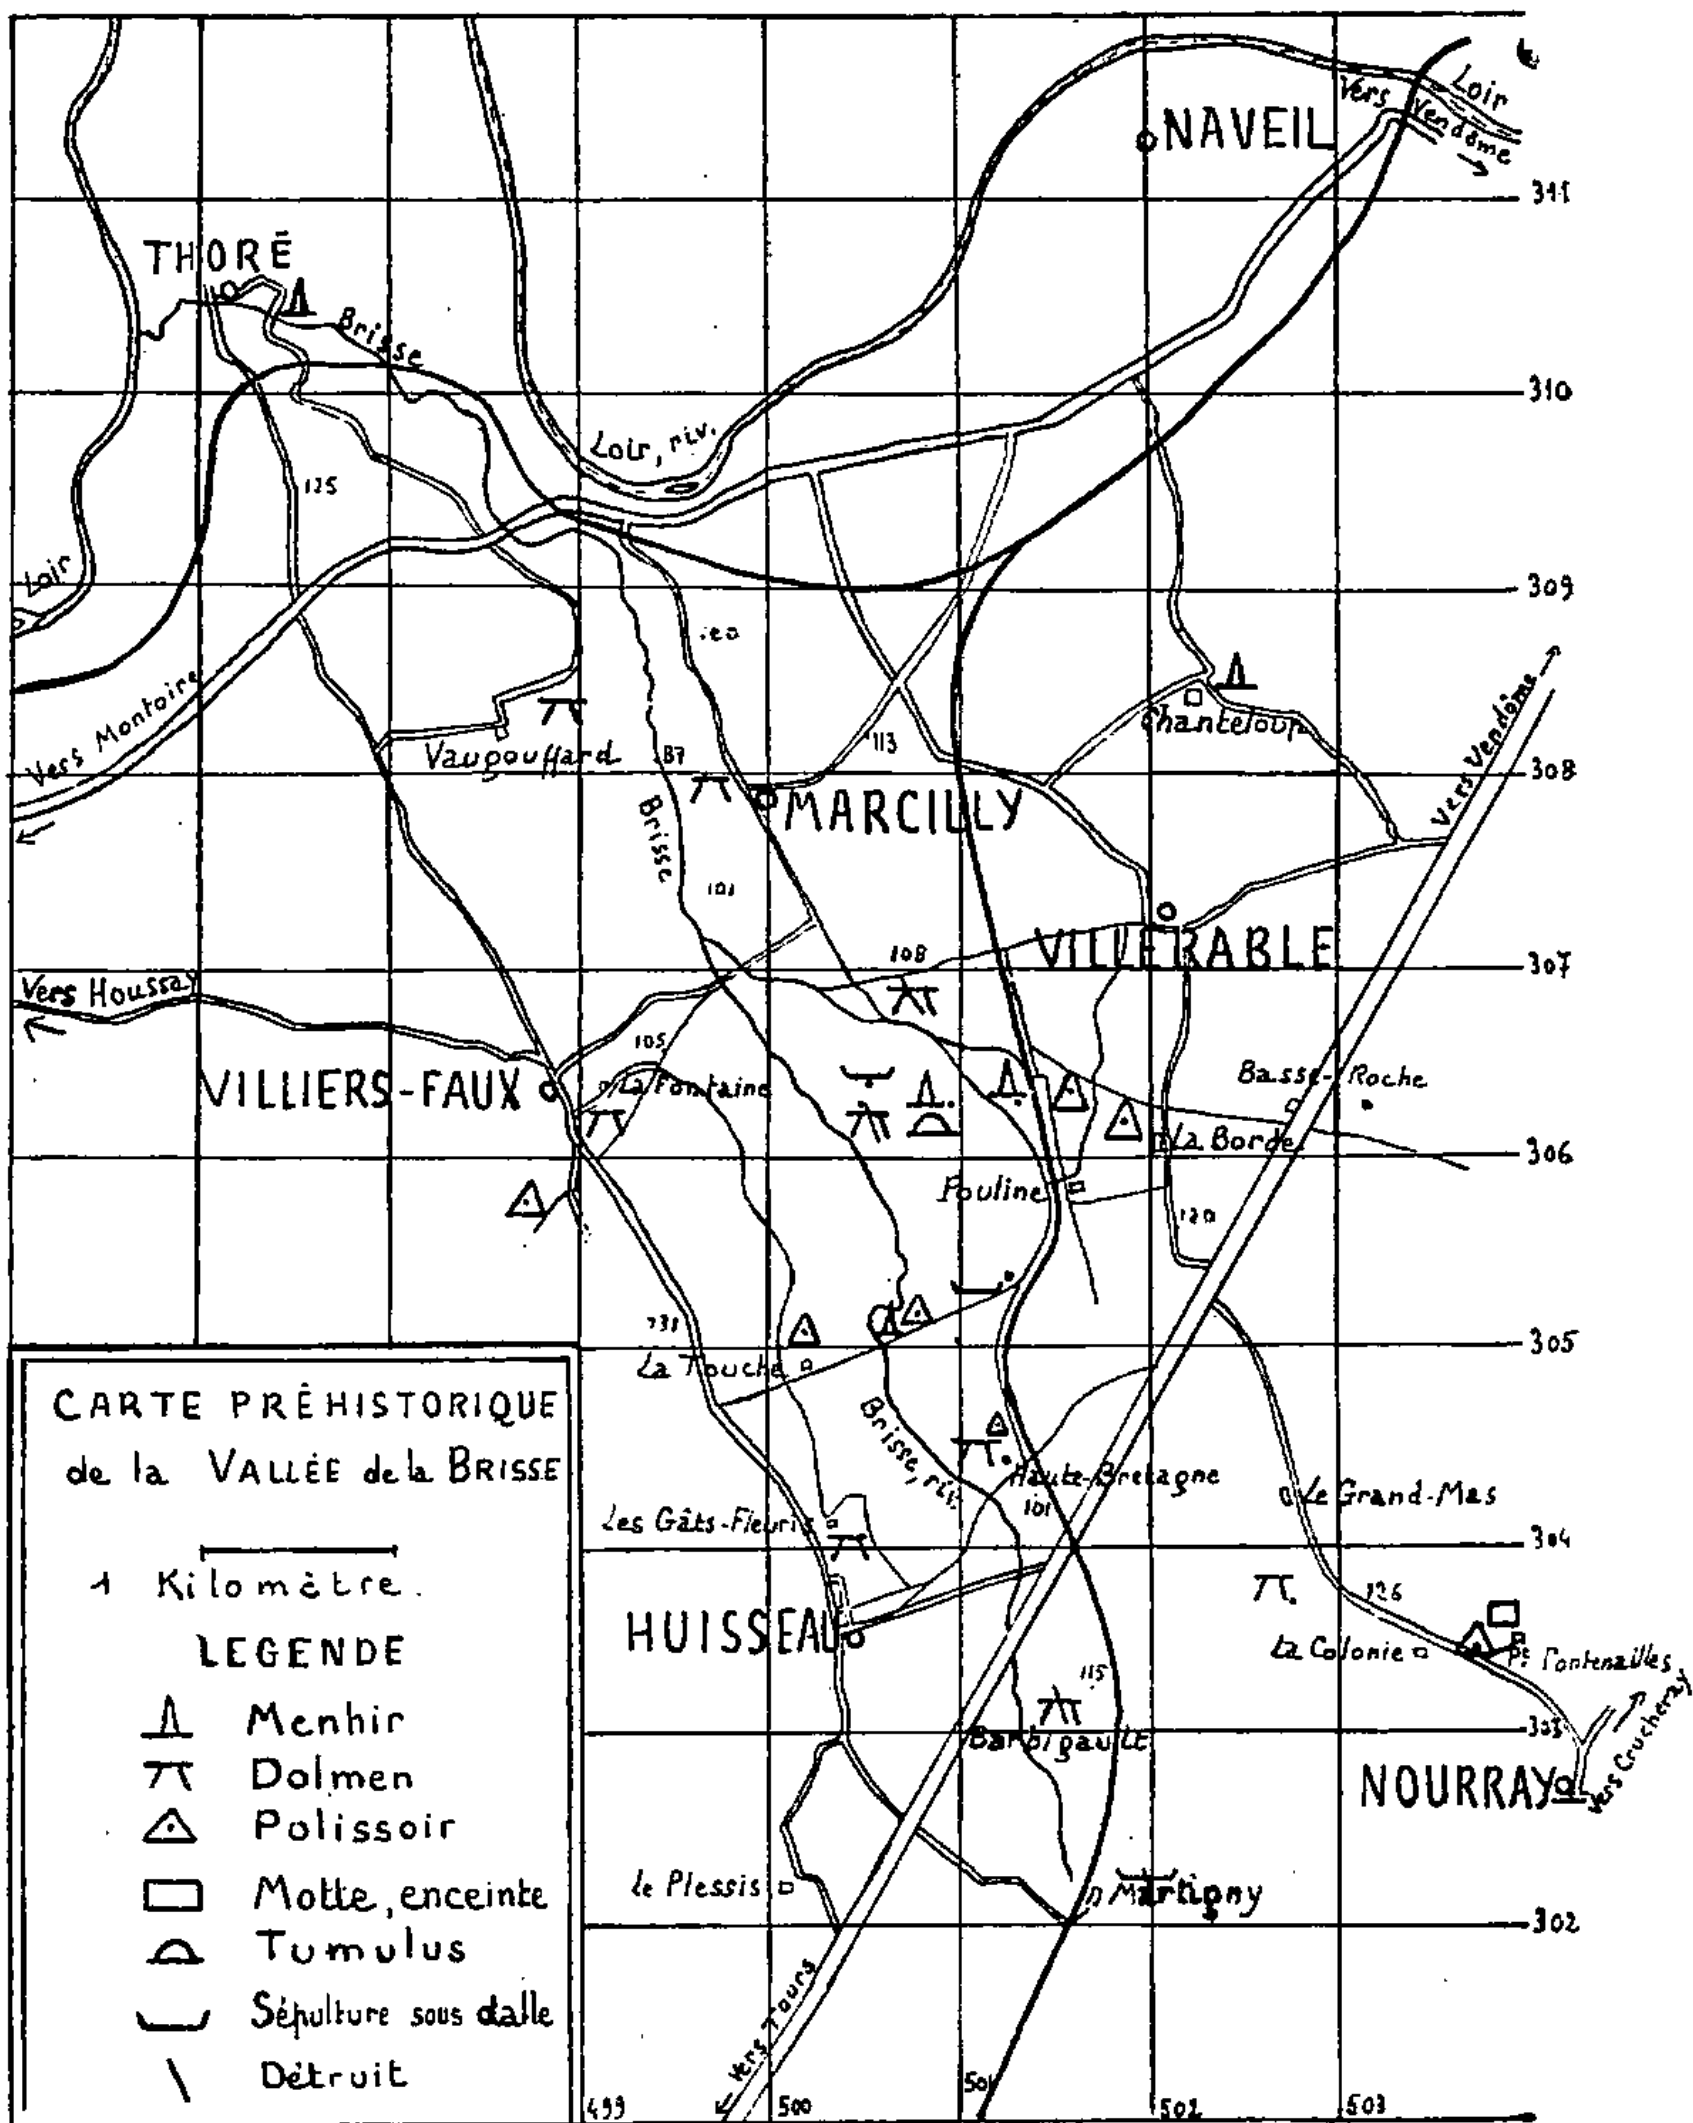 Loir
Vers Vendôme
NAVEIL
311
THORÉ
Brisse
310
Loir, riv.
125
Loir
309
Vers Montoire
Chanteloup
Vaugouffard
87
113
308
Vers Vendôme
MARCILLY
Brisse
101
108
VILLERABLE
307
Vers Houssay
105
VILLIERS-FAUX
La Fontaine
Basse-Roche
La Borde
306
Fouline
120
131
305
La Touche
CARTE PRÉHISTORIQUE
de la VALLÉE de la BRISSE
Brisse, riv.
Haute-Bretagne
101
Le Grand-Mas
Les Gâts-Fleuris
304
1 Kilomètre.
126
HUISSEAU
La Colonie
Pt. Fontenailles
LEGENDE
115
Menhir
303
Barbigault
Vers Crucheray
Dolmen
NOURRAY
Polissoir
Le Plessis
Martigny
Motte, enceinte
302
Tumulus
Sépulture sous dalle
Vers Tours
Détruit
499
500
501
502
503